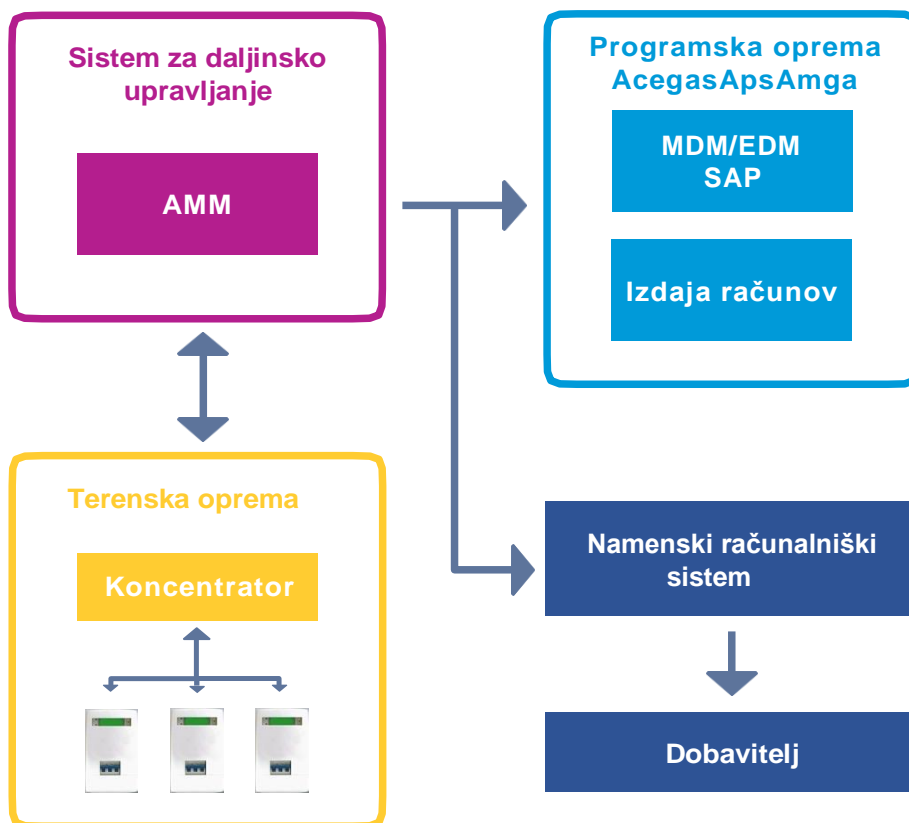 Sistem za daljinsko
upravljanje
AMM
Programska oprema
AcegasApsAmga
MDM/EDM
SAP
Izdaja računov
Terenska oprema
Koncentrator
Namenski računalniški
sistem
Dobavitelj